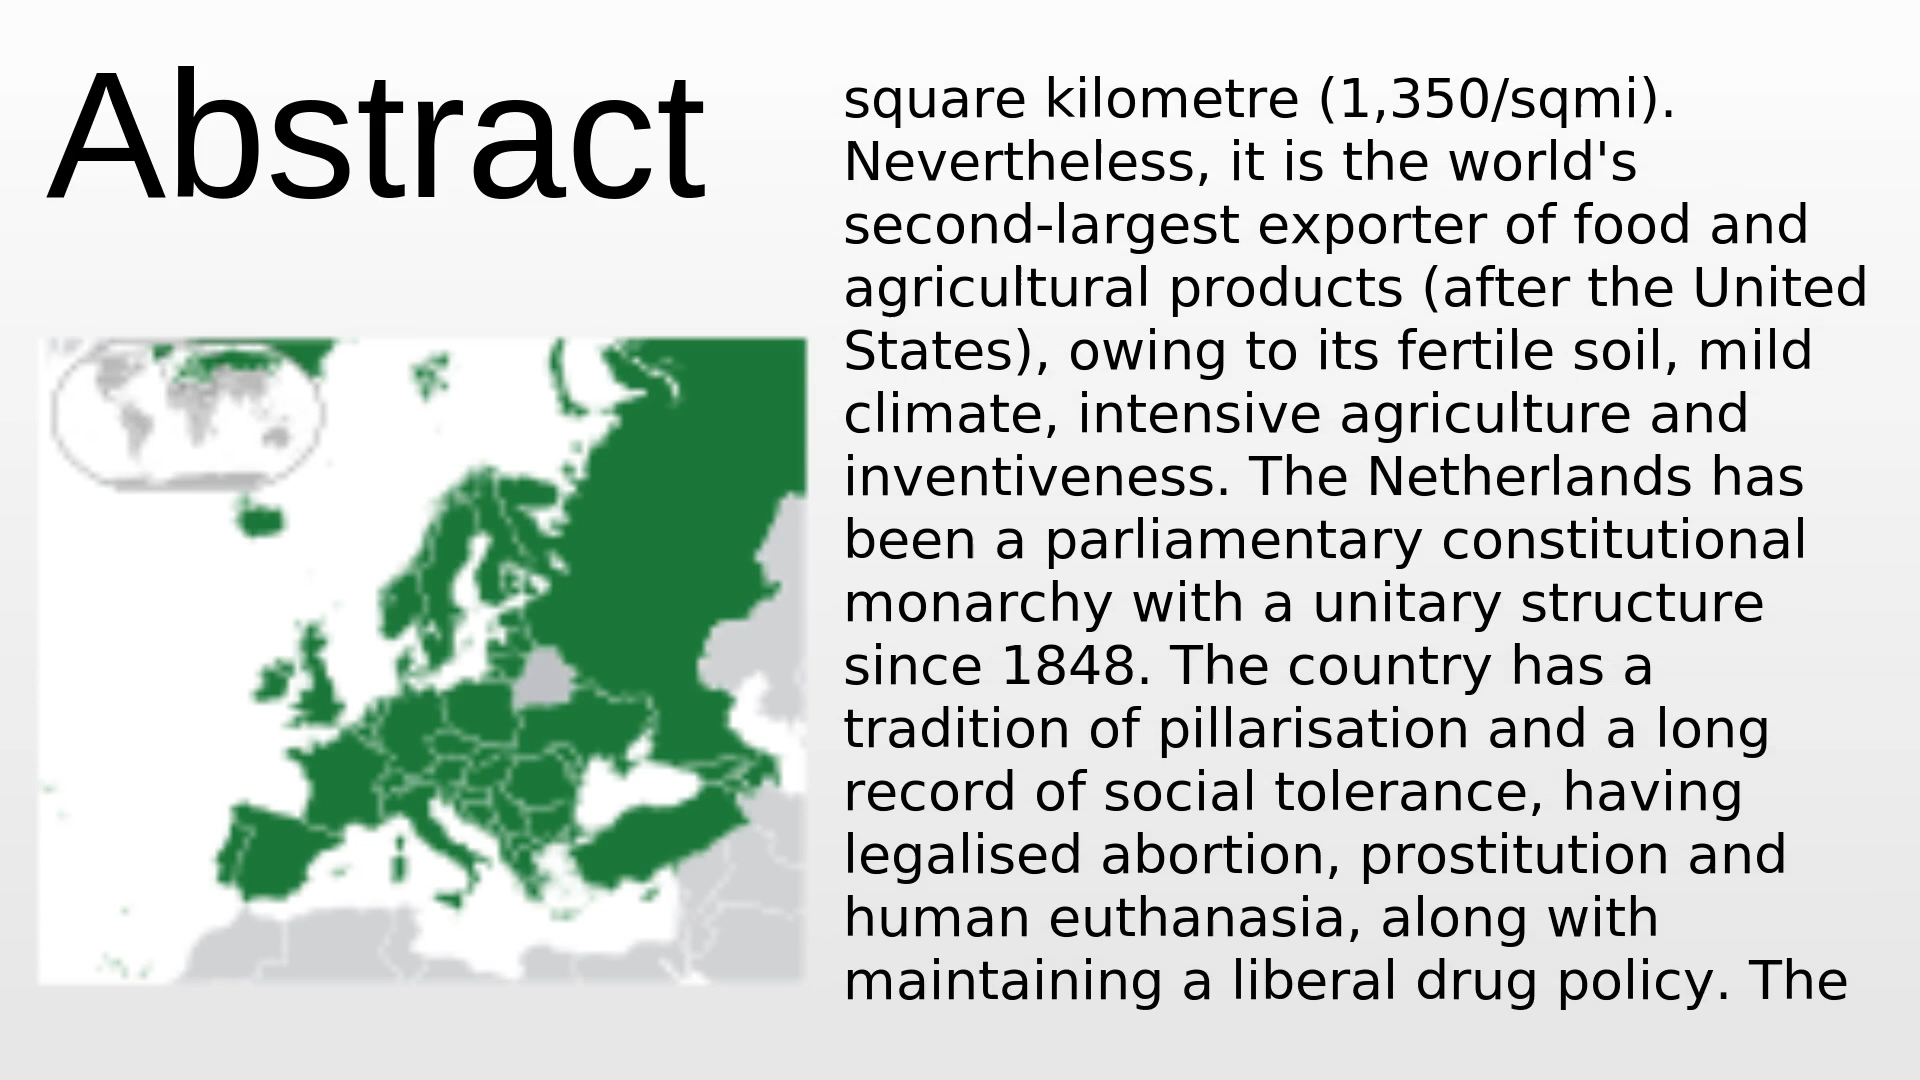 Abstract
square kilometre (1,350/sqmi).
Nevertheless, it is the world's
second-largest exporter of food and
agricultural products (after the United
States), owing to its fertile soil, mild
climate, intensive agriculture and
inventiveness. The Netherlands has
been a parliamentary constitutional
monarchy with a unitary structure
since 1848. The country has a
tradition of pillarisation and a long
record of social tolerance, having
legalised abortion, prostitution and
human euthanasia, along with
maintaining a liberal drug policy. The